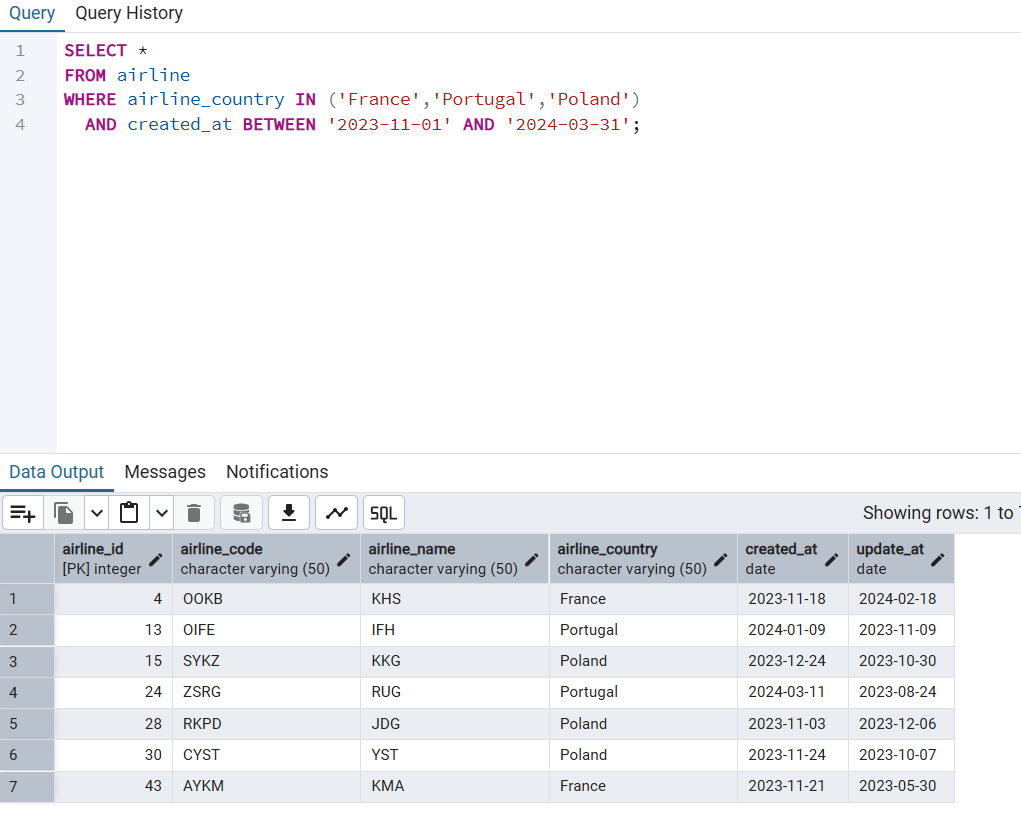 Query Query History
1 SELECT *
2 FROM airline
3 WHERE airline_country IN ('France','Portugal','Poland')
4 AND created_at BETWEEN '2023-11-01' AND '2024-03-31';
Data Output Messages Notifications
SQL Showing rows: 1 to
airline_id airline_code airline_name airline_country created_at update_at
[PK] integer character varying (50) character varying (50) character varying (50) date date
1 4 OOKB KHS France 2023-11-18 2024-02-18
2 13 OIFE IFH Portugal 2024-01-09 2023-11-09
3 15 SYKZ KKG Poland 2023-12-24 2023-10-30
4 24 ZSRG RUG Portugal 2024-03-11 2023-08-24
5 28 RKPD JDG Poland 2023-11-03 2023-12-06
6 30 CYST YST Poland 2023-11-24 2023-10-07
7 43 AYKM KMA France 2023-11-21 2023-05-30